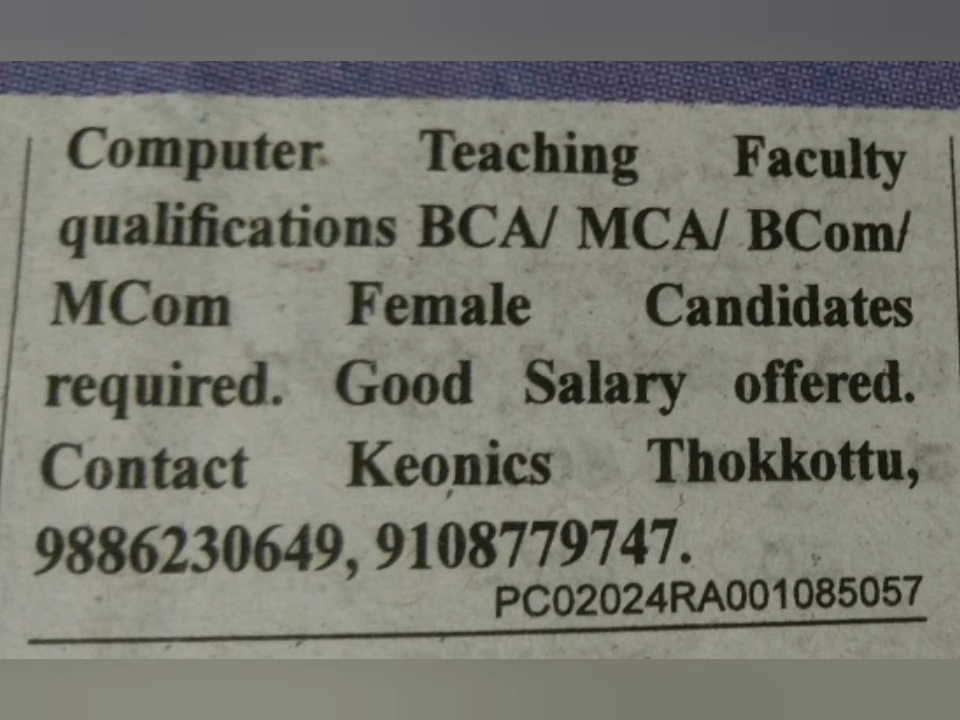 Computer Teaching Faculty
qualifications BCA/ MCA/ BCom/
MCom Female Candidates
required. Good Salary offered.
Contact Keonics Thokkottu,
9886230649, 9108779747.
PC02024RA001085057